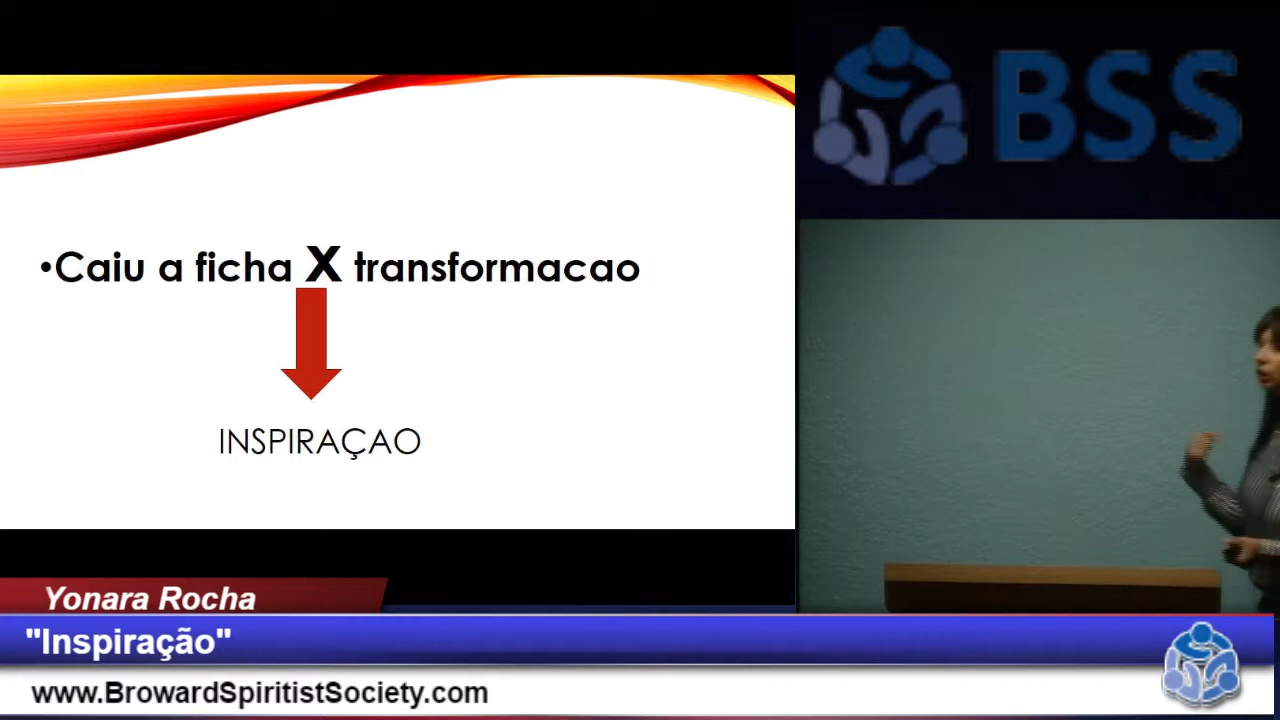 BSS
•Caiu a ficha X transformacao
INSPIRAÇAO
Yonara Rocha
"Inspiração"
www.BrowardSpiritistSociety.com